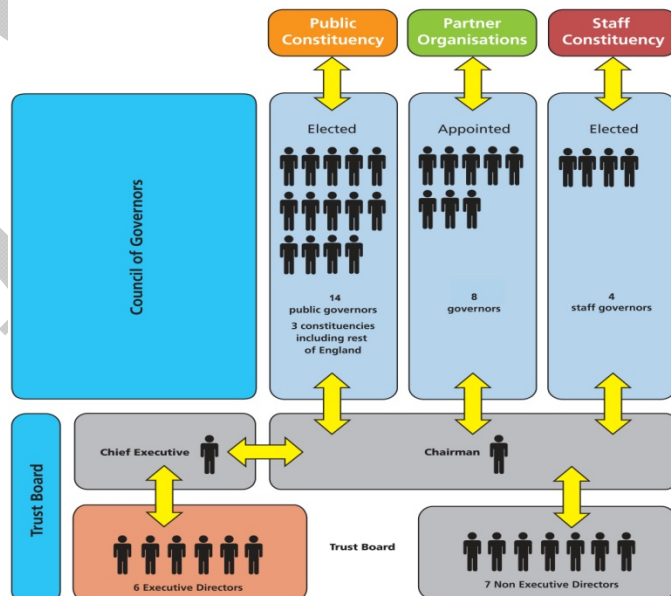 Public
Constituency
Partner
Organisations
Staff
Constituency
Council of Governors
Elected
Appointed
Elected
14
public governors
3 constituencies
including rest
of England
8
governors
4
staff governors
Trust Board
Chief Executive
Chairman
6 Executive Directors
Trust Board
7 Non Executive Directors